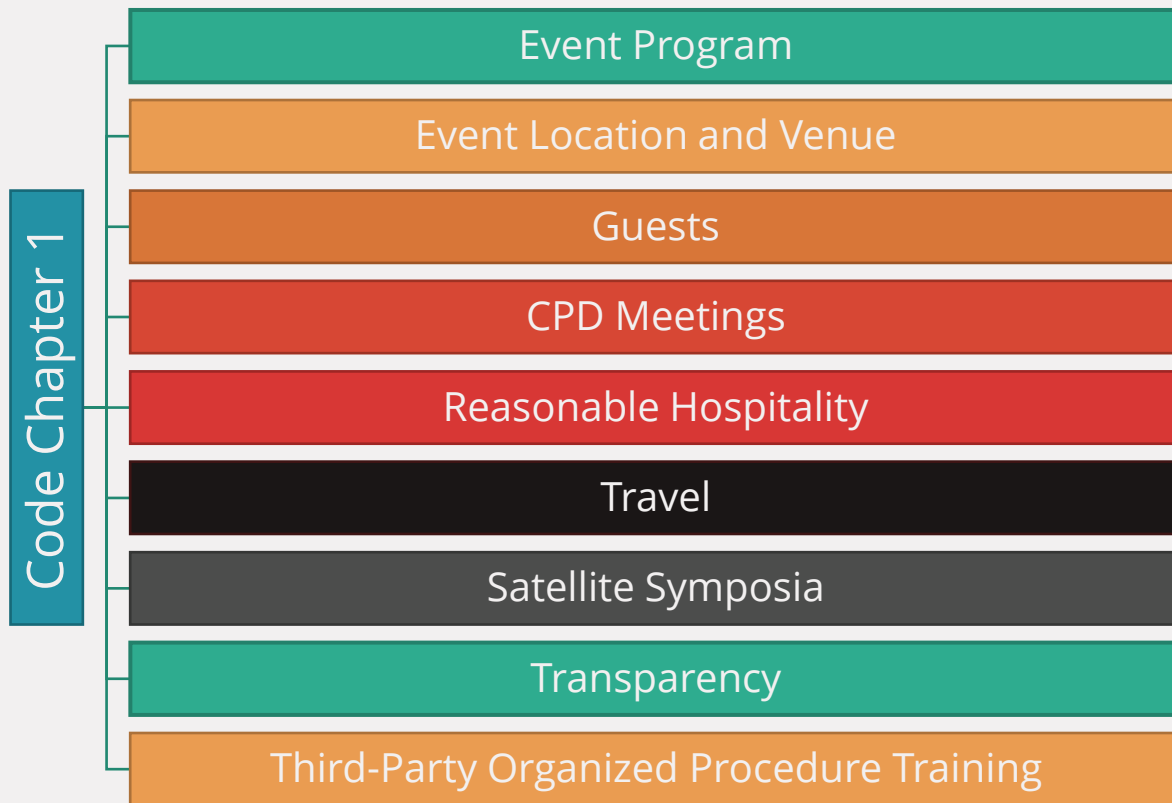 Code Chapter 1
Event Program
Event Location and Venue
Guests
CPD Meetings
Reasonable Hospitality
Travel
Satellite Symposia
Transparency
Third-Party Organized Procedure Training